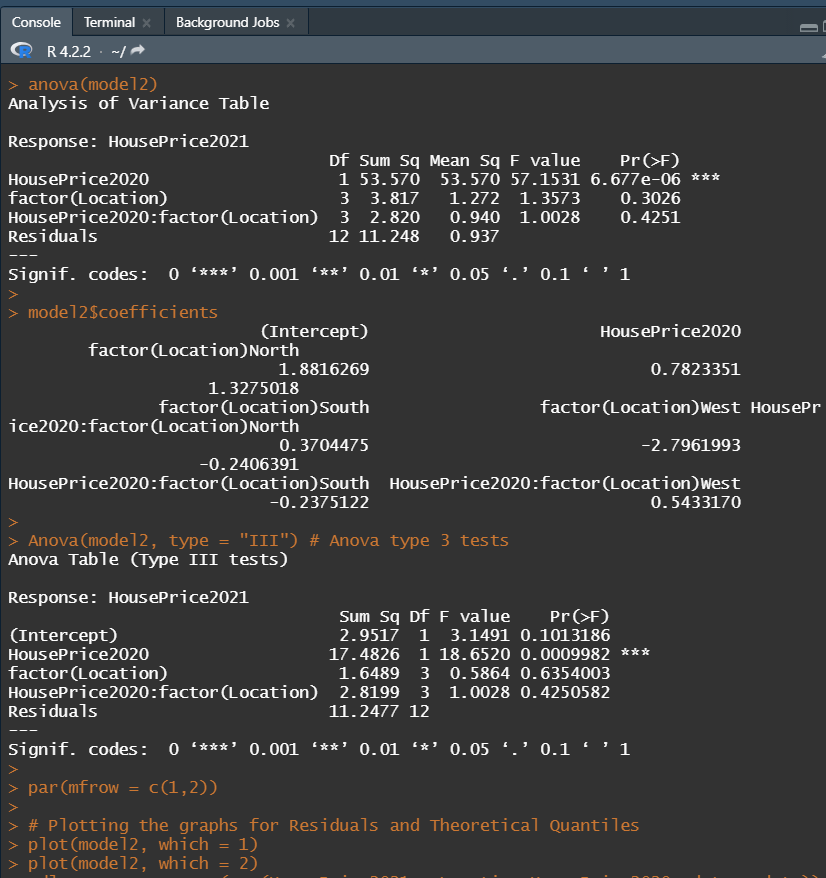 Console Terminal Background Jobs
R 4.2.2 · ~/
> anova(model2)
Analysis of Variance Table
Response: HousePrice2021
Df Sum Sq Mean Sq F value Pr(>F)
HousePrice2020 1 53.570 53.570 57.1531 6.677e-06 ***
factor(Location) 3 3.817 1.272 1.3573 0.3026
HousePrice2020:factor(Location) 3 2.820 0.940 1.0028 0.4251
Residuals 12 11.248 0.937
---
Signif. codes: 0 ‘***’ 0.001 ‘**’ 0.01 ‘*’ 0.05 ‘.’ 0.1 ‘ ’ 1
>
> model2$coefficients
(Intercept) HousePrice2020
factor(Location)North
1.8816269 0.7823351
1.3275018
factor(Location)South factor(Location)West HousePr
ice2020:factor(Location)North
0.3704475 -2.7961993
-0.2406391
HousePrice2020:factor(Location)South HousePrice2020:factor(Location)West
-0.2375122 0.5433170
>
> Anova(model2, type = "III") # Anova type 3 tests
Anova Table (Type III tests)
Response: HousePrice2021
Sum Sq Df F value Pr(>F)
(Intercept) 2.9517 1 3.1491 0.1013186
HousePrice2020 17.4826 1 18.6520 0.0009982 ***
factor(Location) 1.6489 3 0.5864 0.6354003
HousePrice2020:factor(Location) 2.8199 3 1.0028 0.4250582
Residuals 11.2477 12
---
Signif. codes: 0 ‘***’ 0.001 ‘**’ 0.01 ‘*’ 0.05 ‘.’ 0.1 ‘ ’ 1
>
> par(mfrow = c(1,2))
>
> # Plotting the graphs for Residuals and Theoretical Quantiles
> plot(model2, which = 1)
> plot(model2, which = 2)